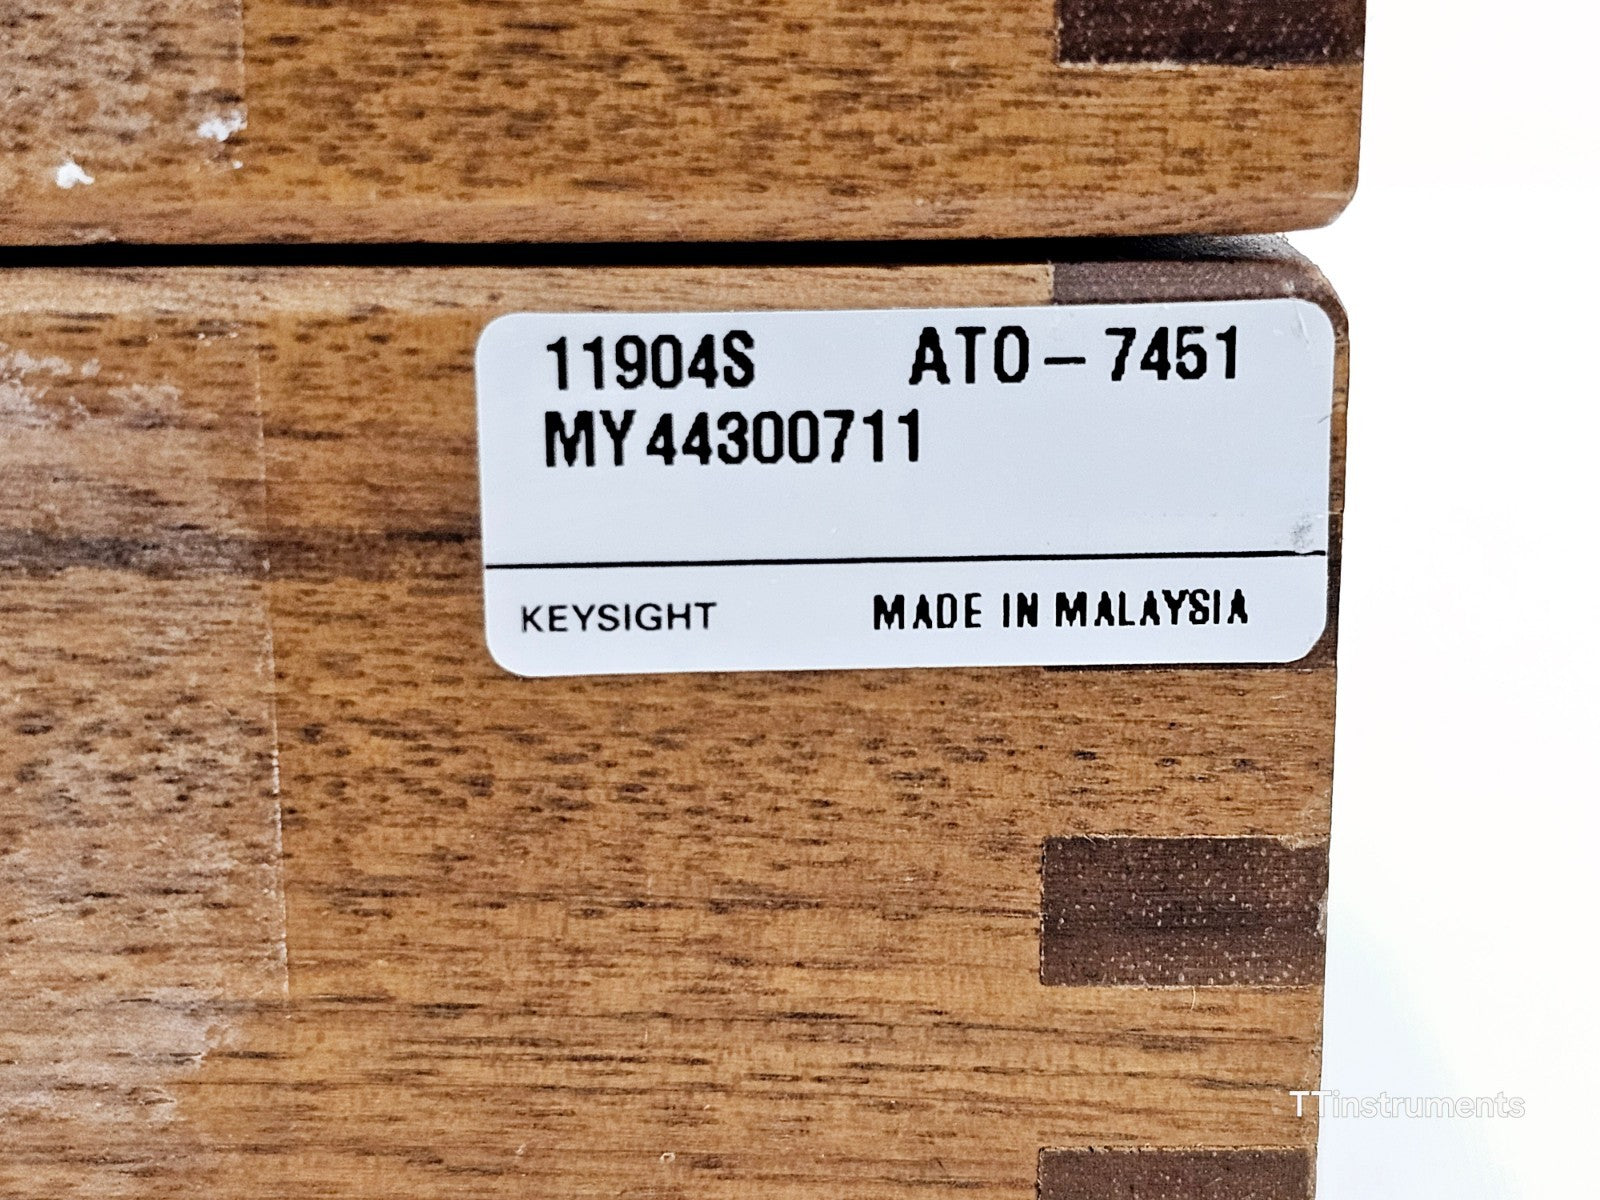 11904S ATO – 7451
MY44300711
KEYSIGHT MADE IN MALAYSIA
TTinstruments